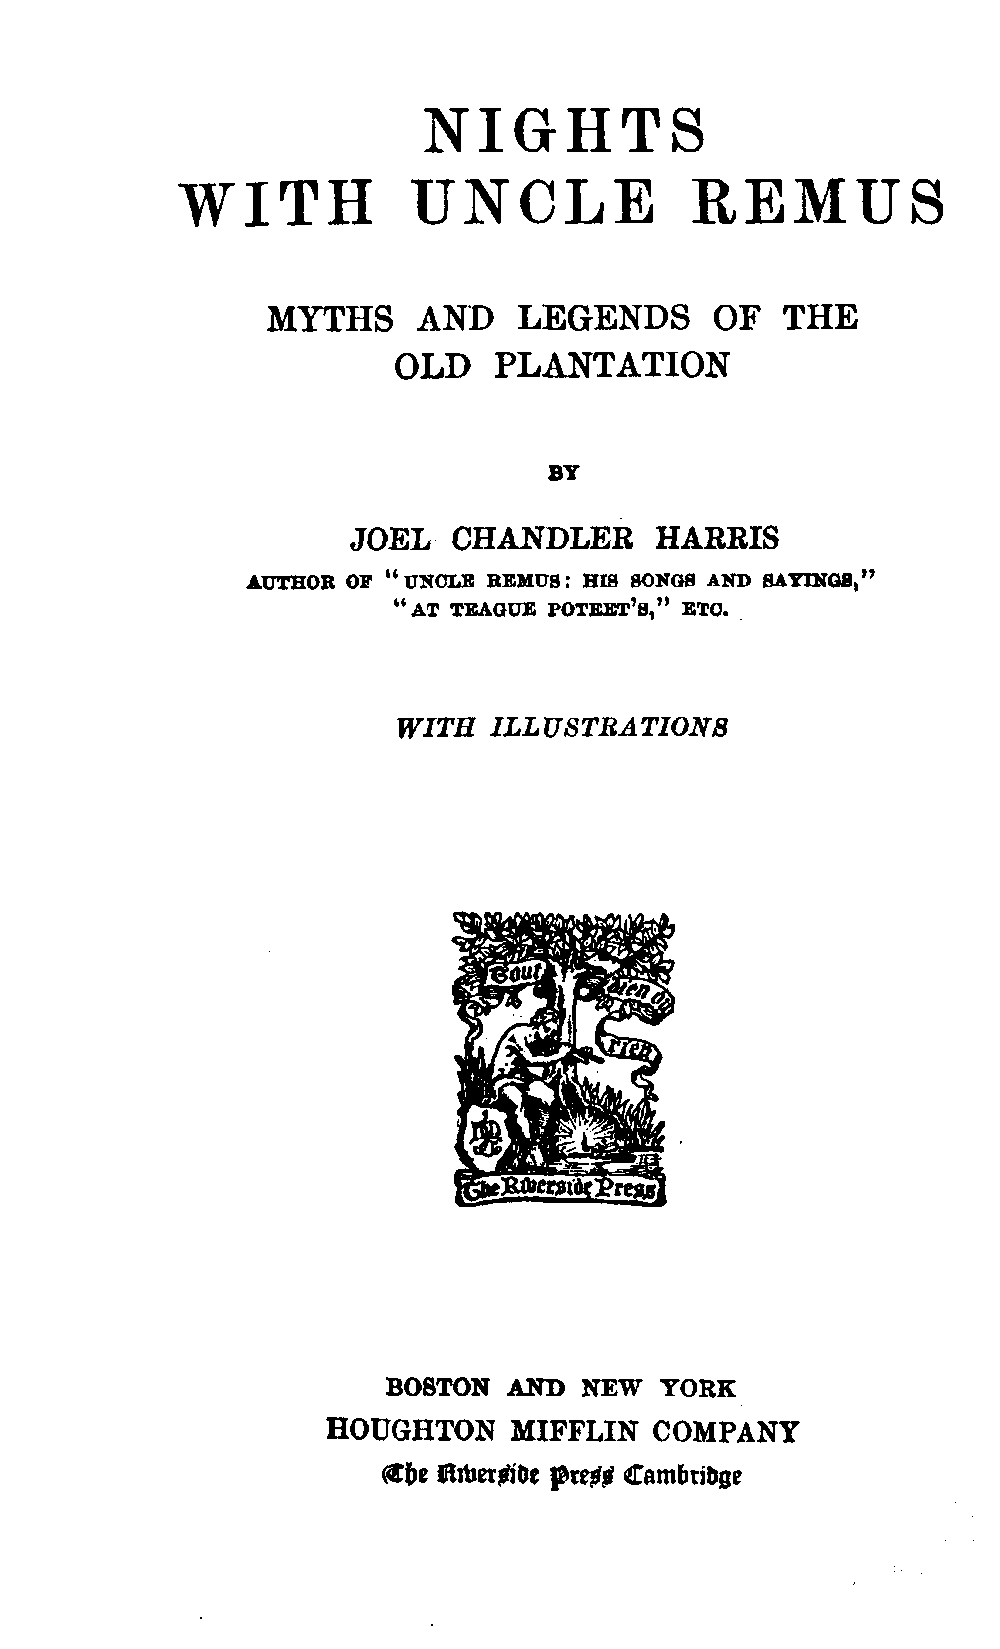 NIGHTS
WITH UNCLE REMUS
MYTHS AND LEGENDS OF THE
OLD PLANTATION
BY
JOEL CHANDLER HARRIS
AUTHOR OF "UNCLE REMUS: HIS SONGS AND SAYINGS,"
"AT TEAGUE POTEET'S," ETC.
WITH ILLUSTRATIONS
Tout
bien ou
rien
The Riverside Press
BOSTON AND NEW YORK
HOUGHTON MIFFLIN COMPANY
The Riverside Press Cambridge